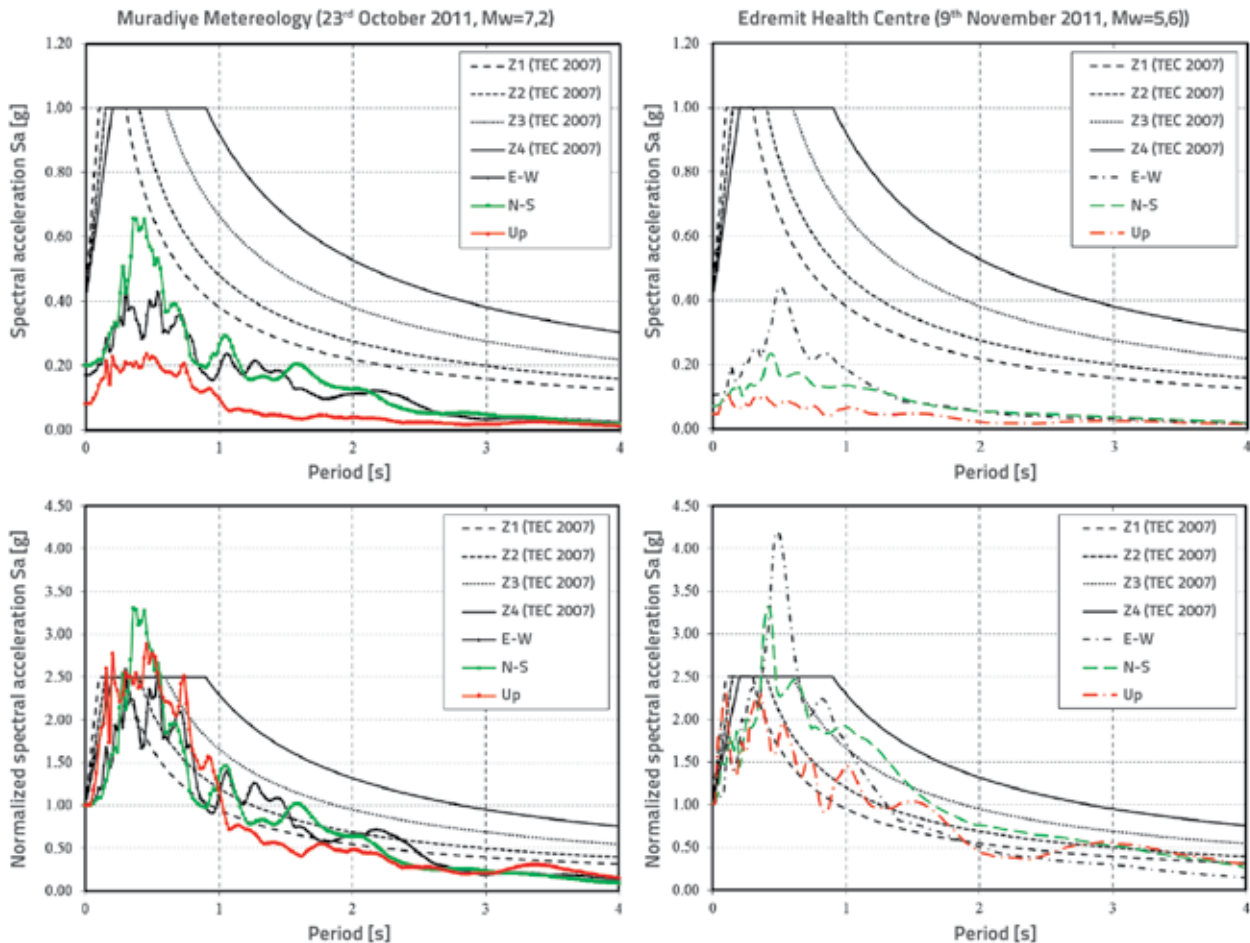 Muradiye Metereology (23rd October 2011, Mw=7,2)
1.20
1.00
0.80
0.60
0.40
0.20
0.00
Spectral acceleration Sa [g]
Z1 (TEC 2007)
Z2 (TEC 2007)
Z3 (TEC 2007)
Z4 (TEC 2007)
E-W
N-S
Up
0 1 2 3 4
Period [s]
Edremit Health Centre (9th November 2011, Mw=5,6))
1.20
1.00
0.80
0.60
0.40
0.20
0.00
Spectral acceleration Sa [g]
Z1 (TEC 2007)
Z2 (TEC 2007)
Z3 (TEC 2007)
Z4 (TEC 2007)
E-W
N-S
Up
0 1 2 3 4
Period [s]
4.50
4.00
3.50
3.00
2.50
2.00
1.50
1.00
0.50
0.00
Normalized spectral acceleration Sa [g]
Z1 (TEC 2007)
Z2 (TEC 2007)
Z3 (TEC 2007)
Z4 (TEC 2007)
E-W
N-S
Up
0 1 2 3 4
Period [s]
4.50
4.00
3.50
3.00
2.50
2.00
1.50
1.00
0.50
0.00
Normalized spectral acceleration Sa [g]
Z1 (TEC 2007)
Z2 (TEC 2007)
Z3 (TEC 2007)
Z4 (TEC 2007)
E-W
N-S
Up
0 1 2 3 4
Period [s]